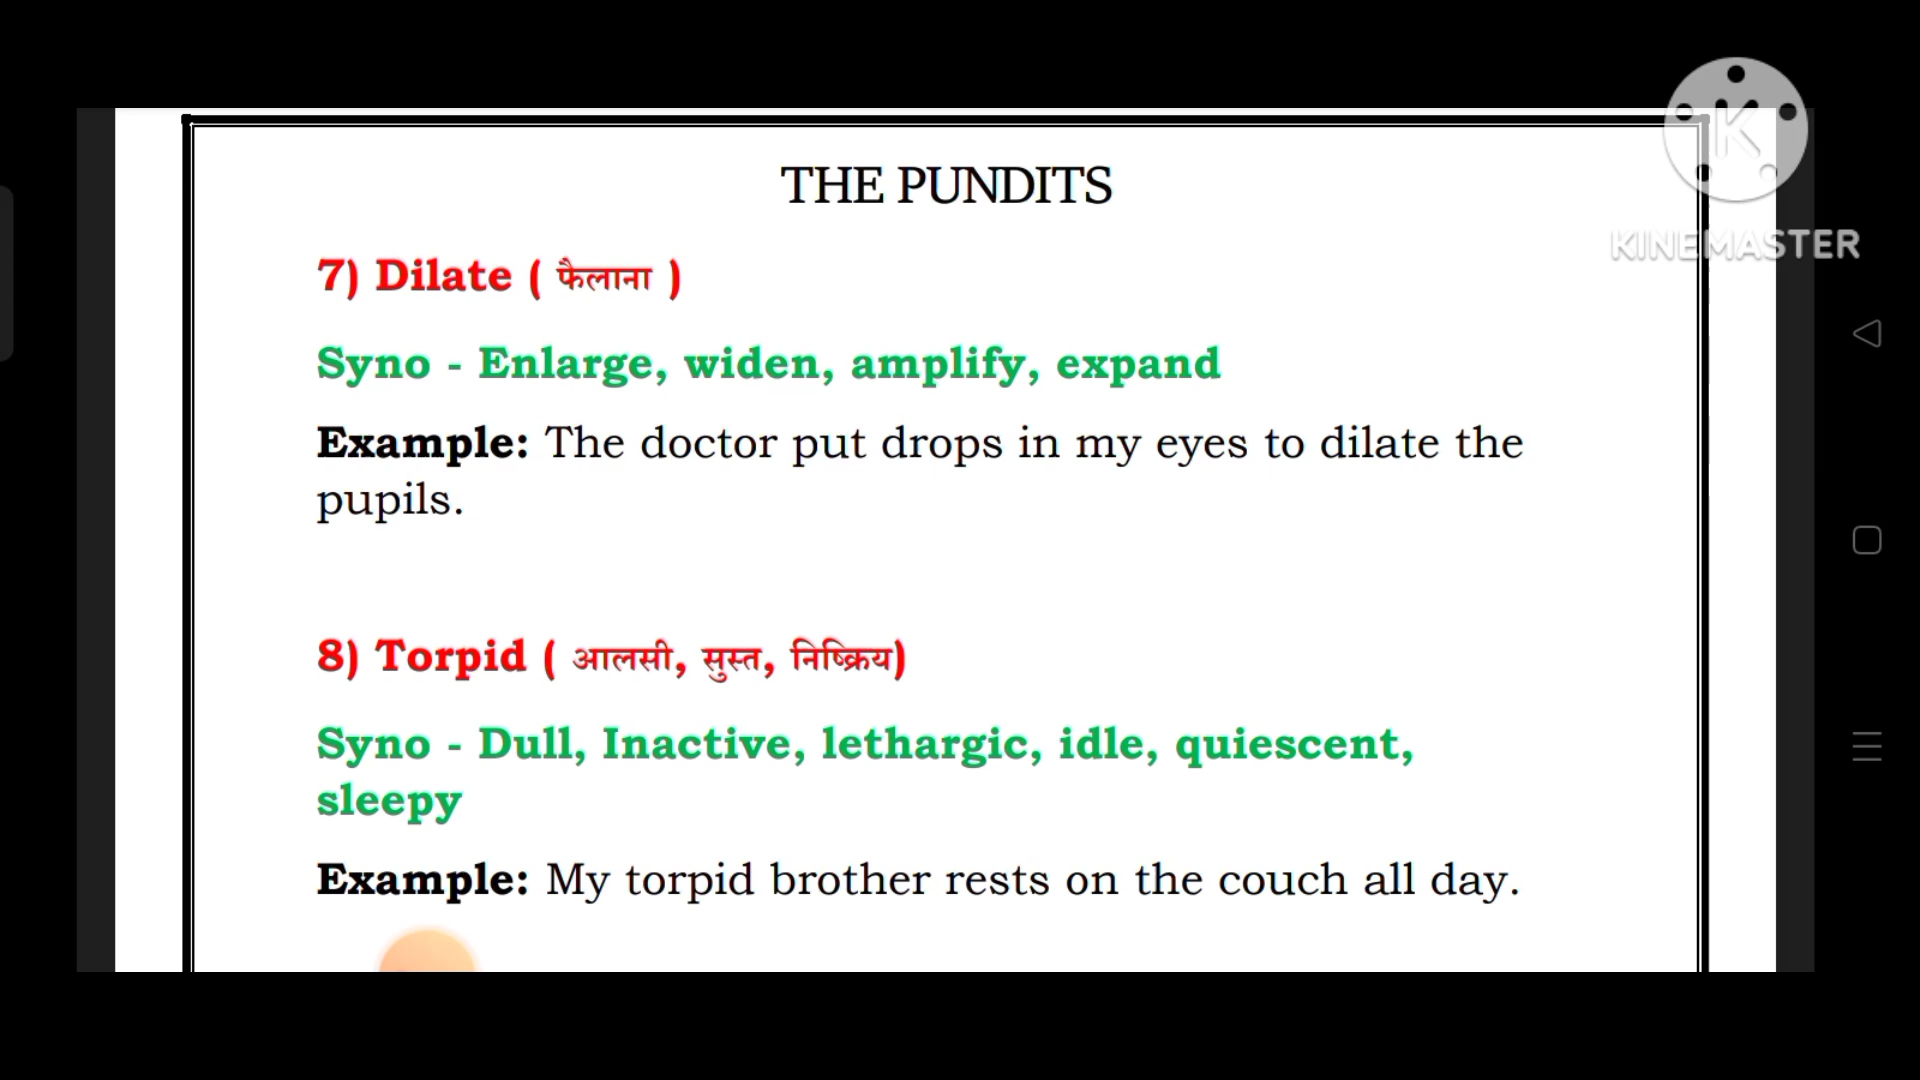 THE PUNDITS
KINEMASTER
7) Dilate ( फैलाना )
Syno - Enlarge, widen, amplify, expand
Example: The doctor put drops in my eyes to dilate the
pupils.
8) Torpid ( आलसी, सुस्त, निष्क्रिय)
Syno - Dull, Inactive, lethargic, idle, quiescent,
sleepy
Example: My torpid brother rests on the couch all day.